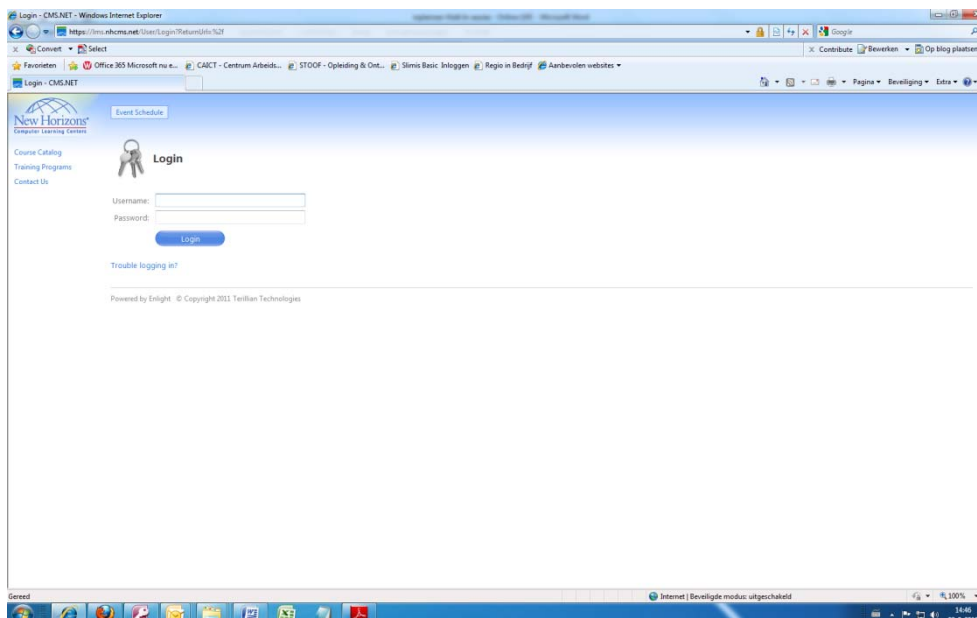 Login - CMS.NET - Windows Internet Explorer
https://lms.nhcms.net/User/Login?ReturnUrl=%2f
Google
x Convert Select
x Contribute Bewerken Op blog plaatsen
Favorieten Office 365 Microsoft nu e... CAICT - Centrum Arbeids... STOOF - Opleiding & Ont... Slimis Basic Inloggen Regio in Bedrijf Aanbevolen websites
Login - CMS.NET
Pagina Beveiliging Extra
New Horizons®
Computer Learning Centers
Event Schedule
Course Catalog
Training Programs
Contact Us
Login
Username:
Password:
Login
Trouble logging in?
Powered by Enlight © Copyright 2011 Terillian Technologies
Gereed
Internet | Beveiligde modus: uitgeschakeld
100%
14:46